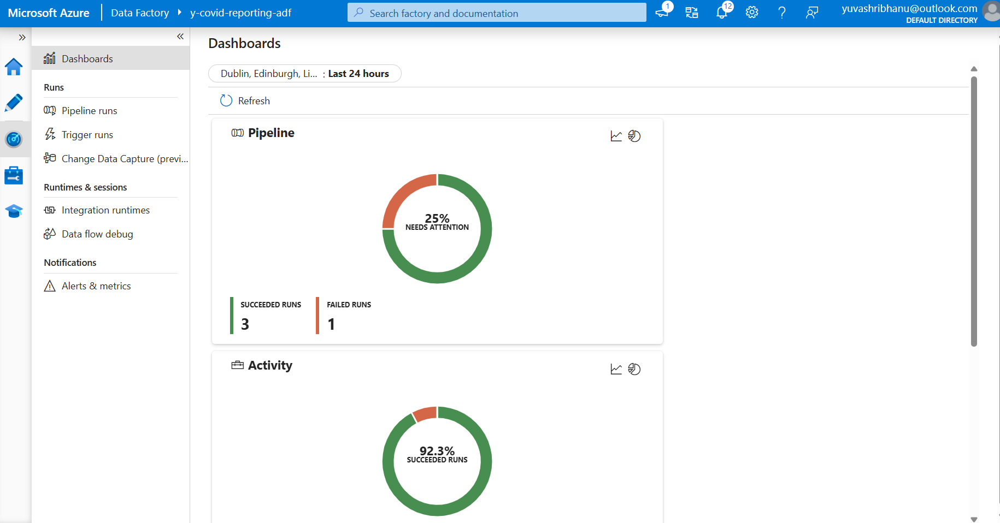 Microsoft Azure
Data Factory
y-covid-reporting-adf
Search factory and documentation
1
12
yuvashribhanu@outlook.com
DEFAULT DIRECTORY
Dashboards
Runs
Pipeline runs
Trigger runs
Change Data Capture (previ...
Runtimes & sessions
Integration runtimes
Data flow debug
Notifications
Alerts & metrics
Dashboards
Dublin, Edinburgh, Li... : Last 24 hours
Refresh
Pipeline
25%
NEEDS ATTENTION
SUCCEEDED RUNS
3
FAILED RUNS
1
Activity
92.3%
SUCCEEDED RUNS